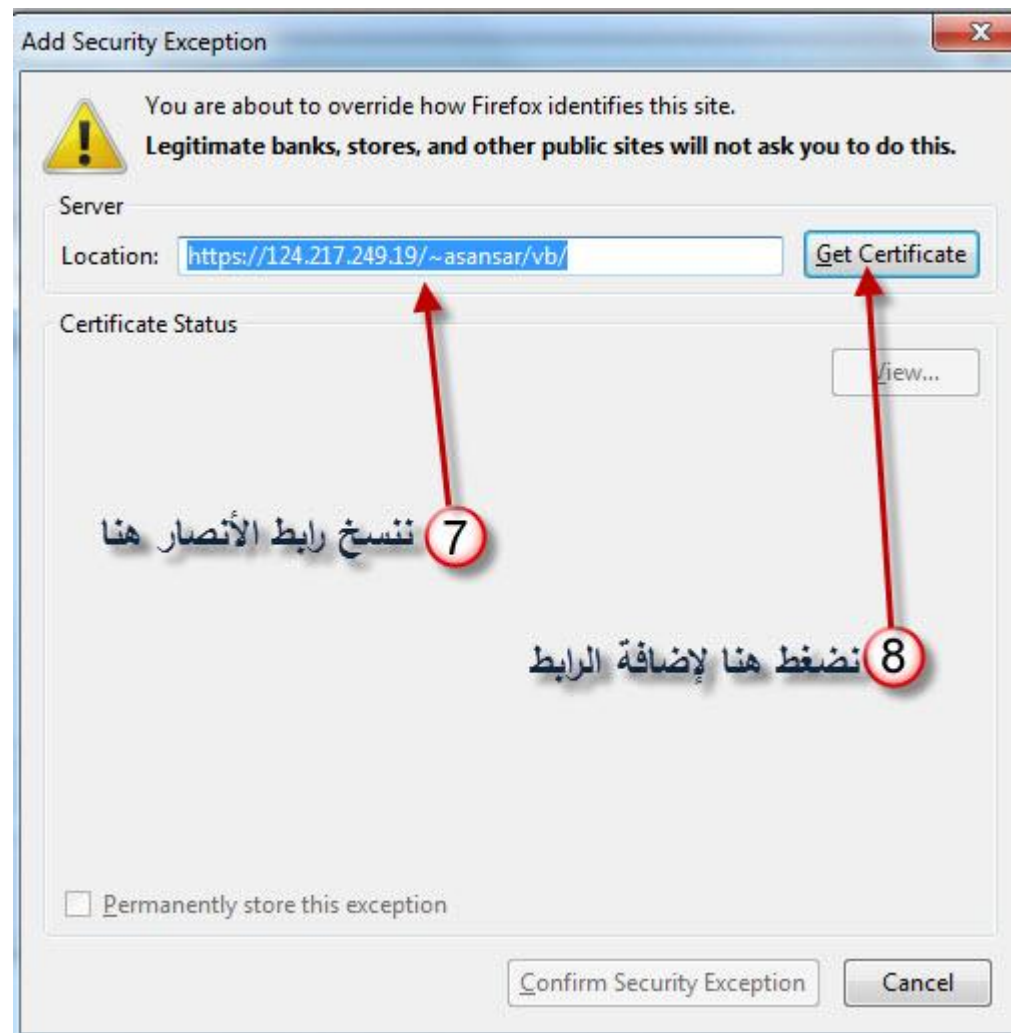 Add Security Exception
You are about to override how Firefox identifies this site.
Legitimate banks, stores, and other public sites will not ask you to do this.
Server
Location:
https://124.217.249.19/~asansar/vb/
Get Certificate
Certificate Status
View...
7 ننسخ رابط الأنصار هنا
8 نضغط هنا لإضافة الرابط
Permanently store this exception
Confirm Security Exception
Cancel